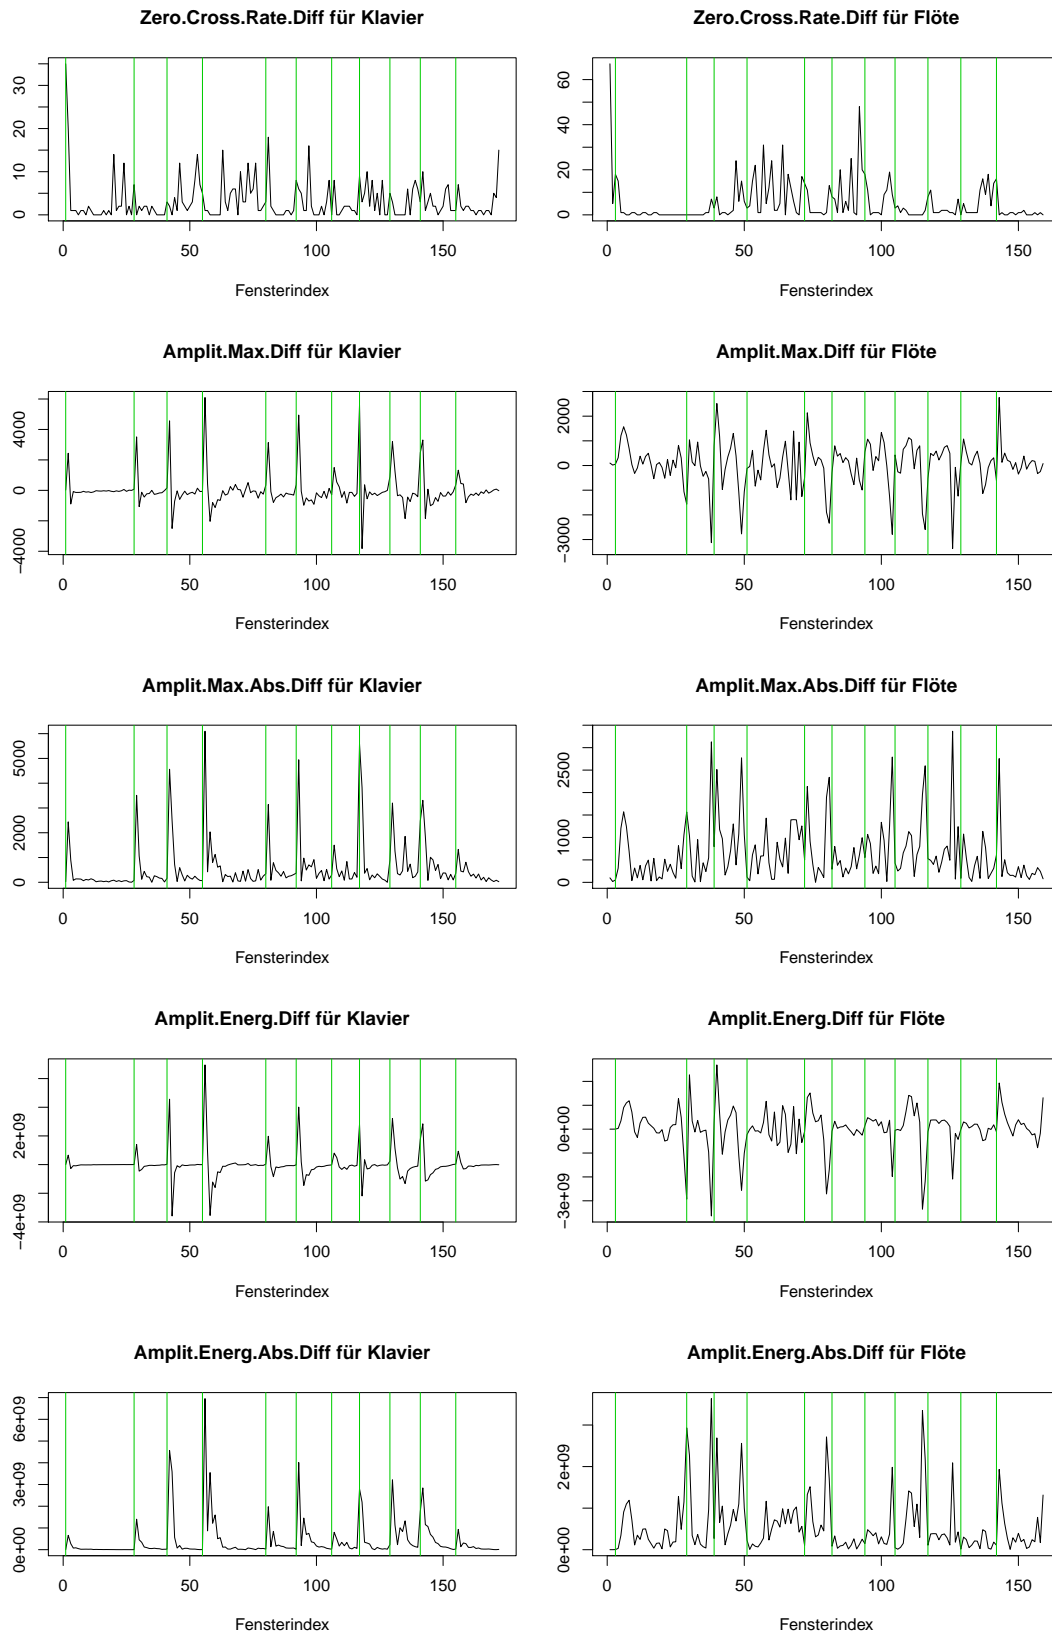 Zero.Cross.Rate.Diff für Klavier
0 10 20 30
0 50 100 150
Fensterindex
Zero.Cross.Rate.Diff für Flöte
0 20 40 60
0 50 100 150
Fensterindex
Amplit.Max.Diff für Klavier
−4000 0 4000
0 50 100 150
Fensterindex
Amplit.Max.Diff für Flöte
−3000 0 2000
0 50 100 150
Fensterindex
Amplit.Max.Abs.Diff für Klavier
0 2000 5000
0 50 100 150
Fensterindex
Amplit.Max.Abs.Diff für Flöte
0 1000 2500
0 50 100 150
Fensterindex
Amplit.Energ.Diff für Klavier
−4e+09 2e+09
0 50 100 150
Fensterindex
Amplit.Energ.Diff für Flöte
−3e+09 0e+00
0 50 100 150
Fensterindex
Amplit.Energ.Abs.Diff für Klavier
0e+00 3e+09 6e+09
0 50 100 150
Fensterindex
Amplit.Energ.Abs.Diff für Flöte
0e+00 2e+09
0 50 100 150
Fensterindex